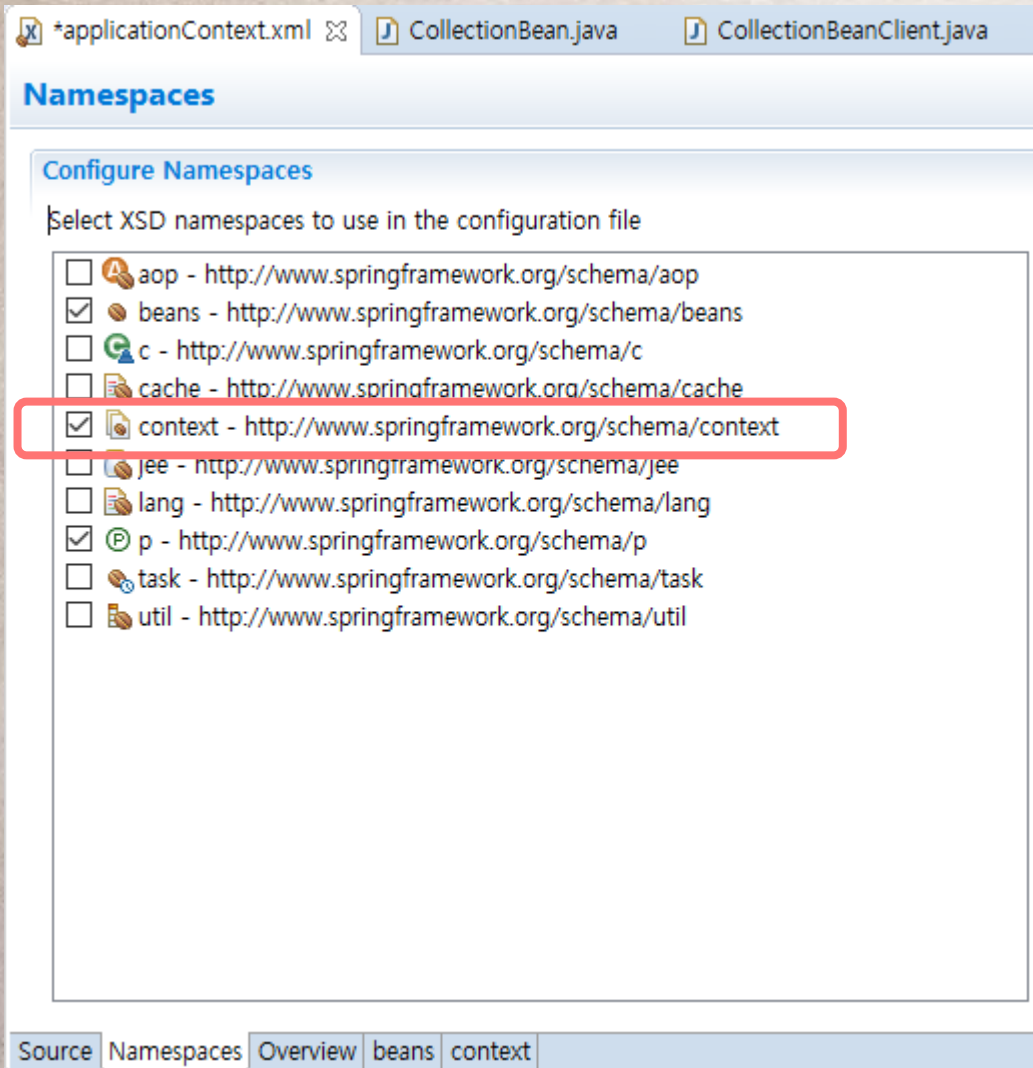 *applicationContext.xml CollectionBean.java CollectionBeanClient.java
Namespaces
Configure Namespaces
Select XSD namespaces to use in the configuration file
aop - http://www.springframework.org/schema/aop
beans - http://www.springframework.org/schema/beans
c - http://www.springframework.org/schema/c
cache - http://www.springframework.org/schema/cache
context - http://www.springframework.org/schema/context
jee - http://www.springframework.org/schema/jee
lang - http://www.springframework.org/schema/lang
p - http://www.springframework.org/schema/p
task - http://www.springframework.org/schema/task
util - http://www.springframework.org/schema/util
Source Namespaces Overview beans context